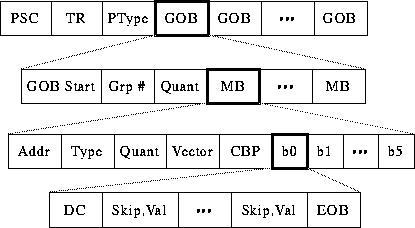 PSC TR PType GOB GOB ••• GOB
GOB Start Grp # Quant MB ••• MB
Addr Type Quant Vector CBP b0 b1 ••• b5
DC Skip,Val ••• Skip,Val EOB